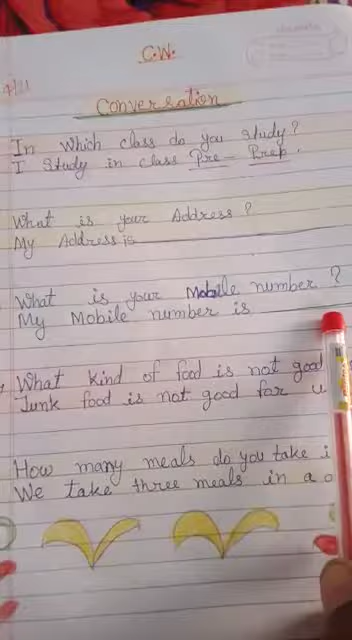 C.W.
Conversation
In Which class do you Study?
I Study in class Pre - Prep.
What is your Address?
My Address is
What is your Mobile number?
My Mobile number is
What kind of food is not good
Junk food is not good for u
How many meals do you take i
We take three meals in a